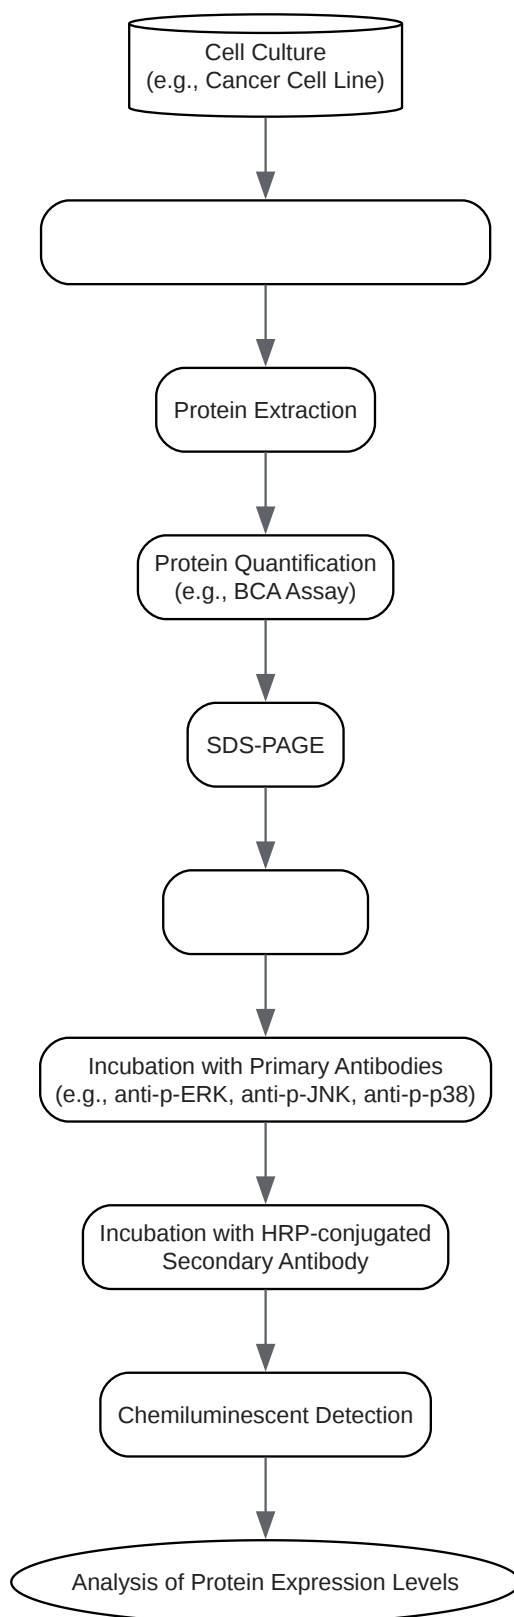 Cell Culture
(e.g., Cancer Cell Line)
Protein Extraction
Protein Quantification
(e.g., BCA Assay)
SDS-PAGE
Incubation with Primary Antibodies
(e.g., anti-p-ERK, anti-p-JNK, anti-p-p38)
Incubation with HRP-conjugated
Secondary Antibody
Chemiluminescent Detection
Analysis of Protein Expression Levels